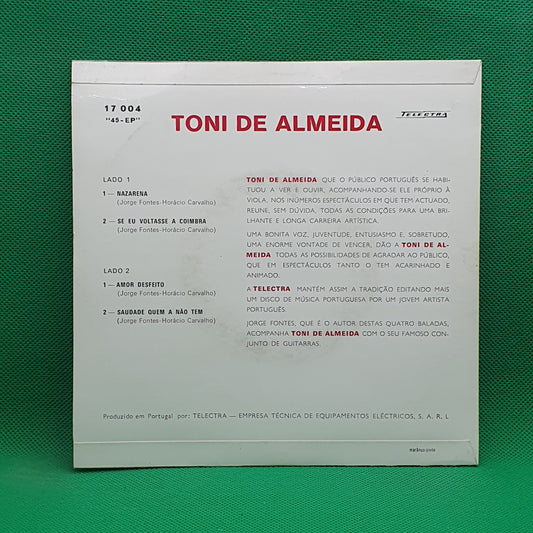 17 004
"45-EP"
TONI DE ALMEIDA
TELECTRA
LADO 1
1 — NAZARENA
(Jorge Fontes-Horácio Carvalho)
2 — SE EU VOLTASSE A COIMBRA
(Jorge Fontes-Horácio Carvalho)
LADO 2
1 — AMOR DESFEITO
(Jorge Fontes-Horácio Carvalho)
2 — SAUDADE QUEM A NÃO TEM
(Jorge Fontes-Horácio Carvalho)
TONI DE ALMEIDA QUE O PÚBLICO PORTUGUÊS SE HABI-
TUOU A VER E OUVIR, ACOMPANHANDO-SE ELE PRÓPRIO À
VIOLA, NOS INÚMEROS ESPECTÁCULOS EM QUE TEM ACTUADO,
REUNE, SEM DÚVIDA, TODAS AS CONDIÇÕES PARA UMA BRI-
LHANTE E LONGA CARREIRA ARTÍSTICA.
UMA BONITA VOZ, JUVENTUDE, ENTUSIASMO E, SOBRETUDO,
UMA ENORME VONTADE DE VENCER, DÃO A TONI DE AL-
MEIDA TODAS AS POSSIBILIDADES DE AGRADAR AO PÚBLICO,
QUE EM ESPECTÁCULOS TANTO O TEM ACARINHADO E
ANIMADO.
A TELECTRA MANTÉM ASSIM A TRADIÇÃO EDITANDO MAIS
UM DISCO DE MÚSICA PORTUGUESA POR UM JOVEM ARTISTA
PORTUGUÊS.
JORGE FONTES, QUE É O AUTOR DESTAS QUATRO BALADAS,
ACOMPANHA TONI DE ALMEIDA COM O SEU FAMOSO CON-
JUNTO DE GUITARRAS.
Produzido em Portugal por: TELECTRA — EMPRESA TÉCNICA DE EQUIPAMENTOS ELÉCTRICOS, S. A. R. L